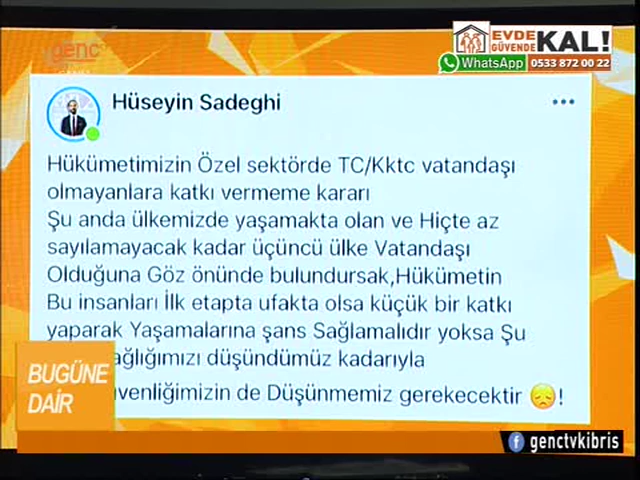 genç
EVDE
GÜVENDE
KAL!
WhatsApp
0533 872 00 22
Hüseyin Sadeghi
Hükümetimizin Özel sektörde TC/Kktc vatandaşı
olmayanlara katkı vermeme kararı
Şu anda ülkemizde yaşamakta olan ve Hiçte az
sayılamayacak kadar üçüncü ülke Vatandaşı
Olduğuna Göz önünde bulundursak,Hükümetin
Bu insanları İlk etapta ufakta olsa küçük bir katkı
yaparak Yaşamalarına şans Sağlamalıdır yoksa Şu
ağlığımızı düşündümüz kadarıyla
venliğimizin de Düşünmemiz gerekecektir 😞!
BUGÜNE
DAİR
f genctvkibris